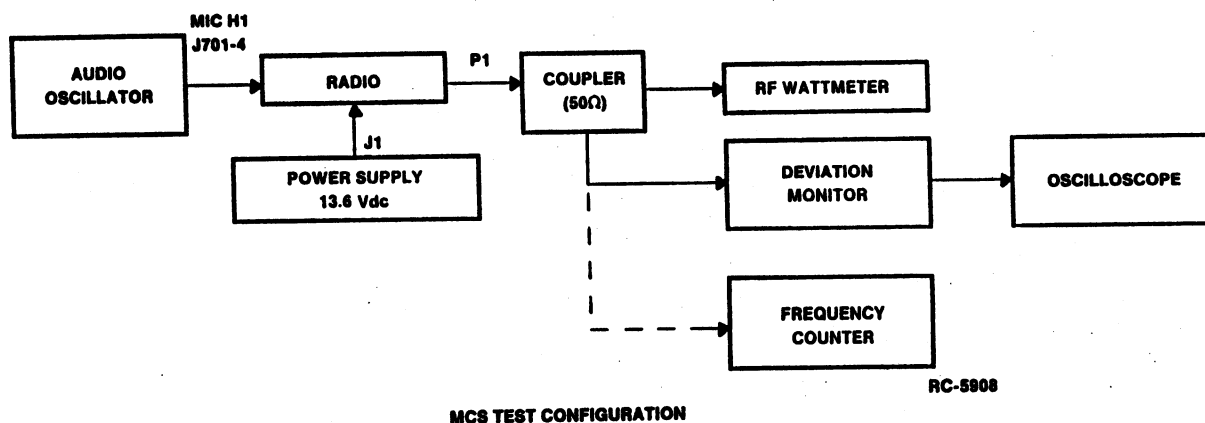 MIC H1
J701-4
AUDIO
OSCILLATOR
RADIO
P1
COUPLER
(50Ω)
RF WATTMETER
J1
POWER SUPPLY
13.6 Vdc
DEVIATION
MONITOR
OSCILLOSCOPE
FREQUENCY
COUNTER
RC-5908
MCS TEST CONFIGURATION